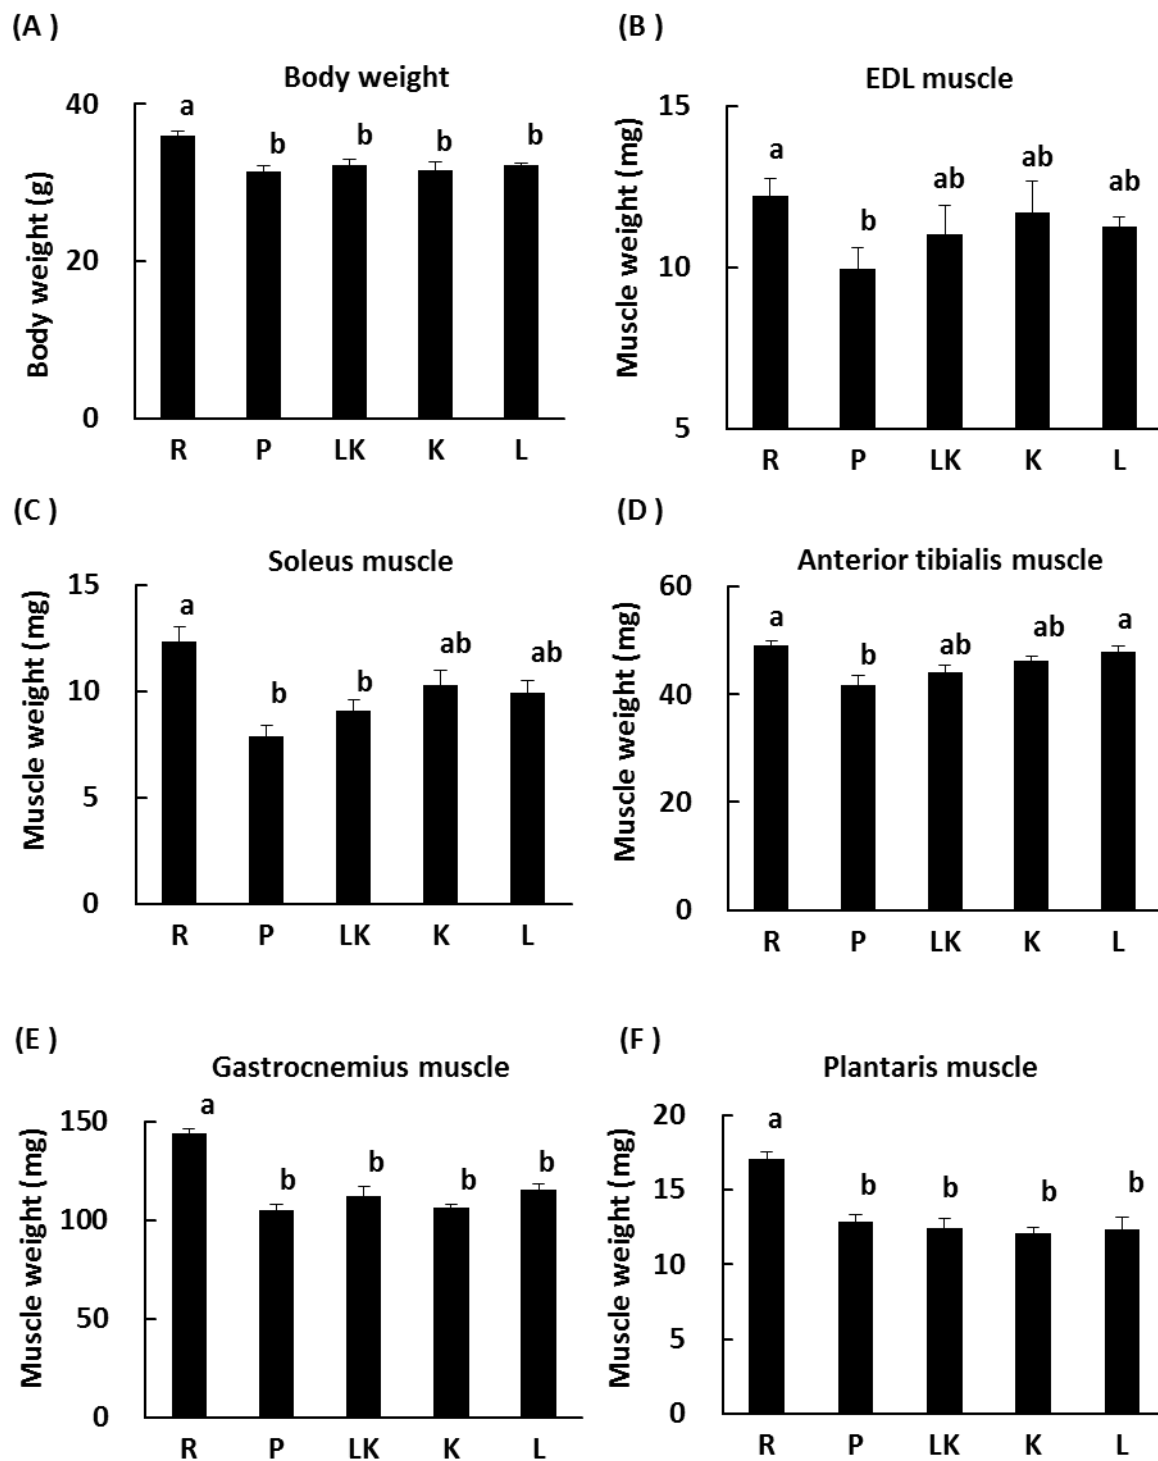 (A )
Body weight
Body weight (g)
40
20
0
a
b
b
b
b
R P LK K L
(B )
EDL muscle
Muscle weight (mg)
15
10
5
a
b
ab
ab
ab
R P LK K L
(C )
Soleus muscle
Muscle weight (mg)
15
10
5
0
a
b
b
ab
ab
R P LK K L
(D )
Anterior tibialis muscle
Muscle weight (mg)
60
40
20
0
a
b
ab
ab
a
R P LK K L
(E )
Gastrocnemius muscle
Muscle weight (mg)
150
100
50
0
a
b
b
b
b
R P LK K L
(F )
Plantaris muscle
Muscle weight (mg)
20
15
10
5
0
a
b
b
b
b
R P LK K L